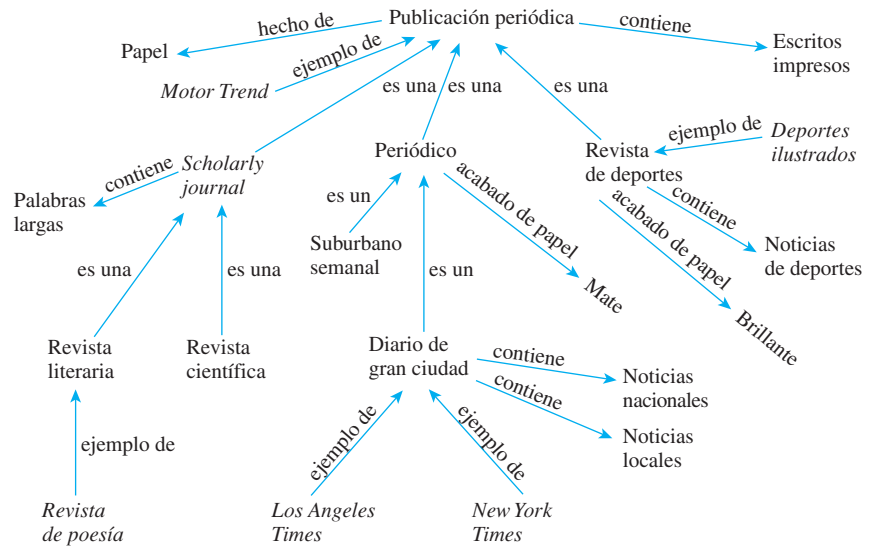 Publicación periódica
hecho de
contiene
Papel
ejemplo de
Escritos
impresos
Motor Trend
es una
es una
es una
Scholarly
journal
contiene
Periódico
Revista
de deportes
ejemplo de
Deportes
ilustrados
Palabras
largas
es un
acabado de papel
acabado de papel
contiene
Suburbano
semanal
Noticias
de deportes
es una
es una
es un
Mate
Brillante
Revista
literaria
Revista
científica
Diario de
gran ciudad
contiene
contiene
Noticias
nacionales
Noticias
locales
ejemplo de
ejemplo de
ejemplo de
Revista
de poesía
Los Angeles
Times
New York
Times